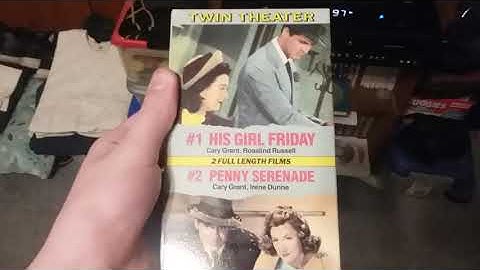 TWIN THEATER
97-
#1 HIS GIRL FRIDAY
Cary Grant, Rosalind Russell
2 FULL LENGTH FILMS
#2 PENNY SERENADE
Cary Grant, Irene Dunne